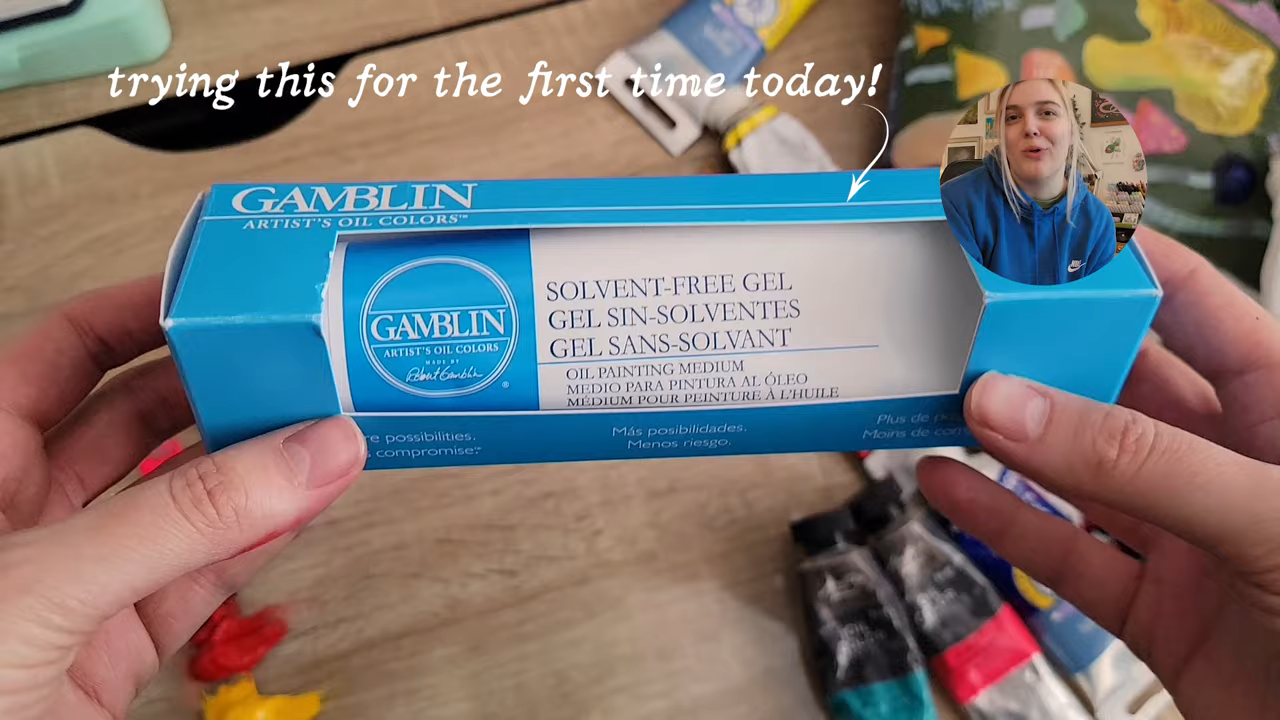 trying this for the first time today!
GAMBLIN
ARTIST'S OIL COLORS™
GAMBLIN
ARTIST'S OIL COLORS
MADE BY
Robert Gamblin
®
SOLVENT-FREE GEL
GEL SIN-SOLVENTES
GEL SANS-SOLVANT
OIL PAINTING MEDIUM
MEDIO PARA PINTURA AL ÓLEO
MÉDIUM POUR PEINTURE À L'HUILE
possibilities.
compromise.
Más posibilidades.
Menos riesgo.
Plus de
Moins de